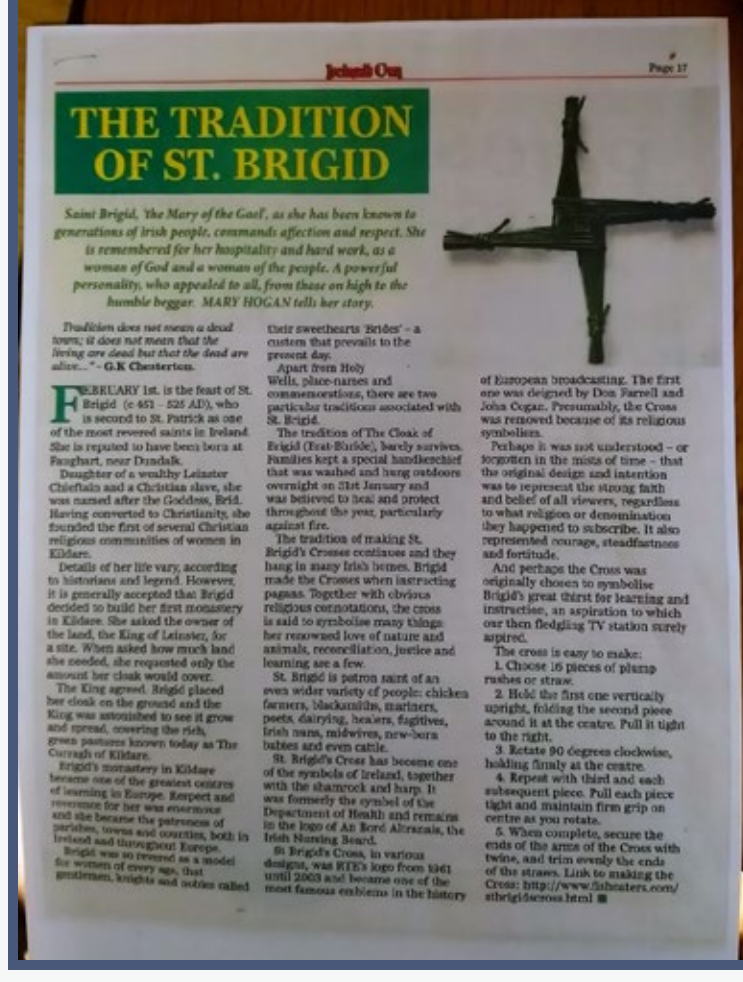 Ireland's Own
Page 17
THE TRADITION
OF ST. BRIGID
Saint Brigid, 'the Mary of the Gael', as she has been known to
generations of Irish people, commands affection and respect. She
is remembered for her hospitality and hard work, as a
woman of God and a woman of the people. A powerful
personality, who appealed to all, from those on high to the
humble beggar. MARY HOGAN tells her story.
Tradition does not mean a dead
town; it does not mean that the
living are dead but that the dead are
alive..." - G.K Chesterton.
FEBRUARY 1st. is the feast of St.
Brigid (c 451 - 525 AD), who
is second to St. Patrick as one
of the most revered saints in Ireland.
She is reputed to have been born at
Faughart, near Dundalk.
Daughter of a wealthy Leinster
Chieftain and a Christian slave, she
was named after the Goddess, Brid.
Having converted to Christianity, she
founded the first of several Christian
religious communities of women in
Kildare.
Details of her life vary, according
to historians and legend. However,
it is generally accepted that Brigid
decided to build her first monastery
in Kildare. She asked the owner of
the land, the King of Leinster, for
a site. When asked how much land
she needed, she requested only the
amount her cloak would cover.
The King agreed. Brigid placed
her cloak on the ground and the
King was astonished to see it grow
and spread, covering the rich,
green pastures known today as The
Curragh of Kildare.
Brigid's monastery in Kildare
became one of the greatest centres
of learning in Europe. Respect and
reverence for her was enormous
and she became the patroness of
parishes, towns and counties, both in
Ireland and throughout Europe.
Brigid was so revered as a model
for women of every age, that
gentlemen, knights and nobles called
their sweethearts 'Brides' – a
custom that prevails to the
present day.
Apart from Holy
Wells, place-names and
commemorations, there are two
particular traditions associated with
St. Brigid.
The tradition of The Cloak of
Brigid (Brat-Bhríde), barely survives.
Families kept a special handkerchief
that was washed and hung outdoors
overnight on 31st January and
was believed to heal and protect
throughout the year, particularly
against fire.
The tradition of making St.
Brigid's Crosses continues and they
hang in many Irish homes. Brigid
made the Crosses when instructing
pagans. Together with obvious
religious connotations, the cross
is said to symbolise many things:
her renowned love of nature and
animals, reconciliation, justice and
learning are a few.
St. Brigid is patron saint of an
even wider variety of people: chicken
farmers, blacksmiths, mariners,
poets, dairying, healers, fugitives,
Irish nuns, midwives, new-born
babies and even cattle.
St. Brigid's Cross has become one
of the symbols of Ireland, together
with the shamrock and harp. It
was formerly the symbol of the
Department of Health and remains
in the logo of An Bord Altranais, the
Irish Nursing Board.
St Brigid's Cross, in various
designs, was RTE's logo from 1961
until 2003 and became one of the
most famous emblems in the history
of European broadcasting. The first
one was deigned by Don Farrell and
John Cogan. Presumably, the Cross
was removed because of its religious
symbolism.
Perhaps it was not understood – or
forgotten in the mists of time – that
the original design and intention
was to represent the strong faith
and belief of all viewers, regardless
to what religion or denomination
they happened to subscribe. It also
represented courage, steadfastness
and fortitude.
And perhaps the Cross was
originally chosen to symbolise
Brigid's great thirst for learning and
instruction, an aspiration to which
our then fledgling TV station surely
aspired.
The cross is easy to make:
1. Choose 16 pieces of plump
rushes or straw.
2. Hold the first one vertically
upright, folding the second piece
around it at the centre. Pull it tight
to the right.
3. Rotate 90 degrees clockwise,
holding firmly at the centre.
4. Repeat with third and each
subsequent piece. Pull each piece
tight and maintain firm grip on
centre as you rotate.
5. When complete, secure the
ends of the arms of the Cross with
twine, and trim evenly the ends
of the straws. Link to making the
Cross: http://www.fisheaters.com/
stbrigidscross.html